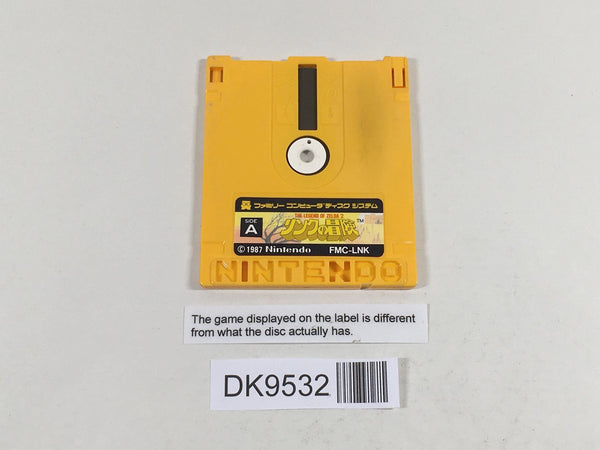 ファミリー コンピュータ ディスク システム
THE LEGEND OF ZELDA 2
SIDE A
リンクの冒険 TM
© 1987 Nintendo FMC-LNK
NINTENDO
The game displayed on the label is different
from what the disc actually has.
DK9532